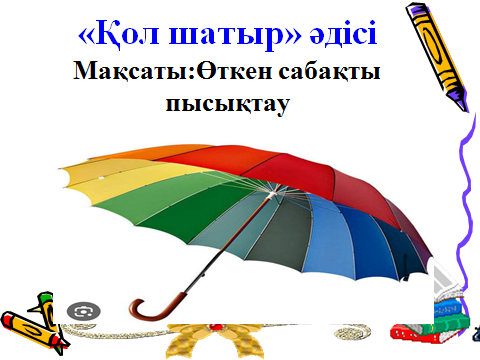 «Қол шатыр» әдісі
Мақсаты:Өткен сабақты
пысықтау